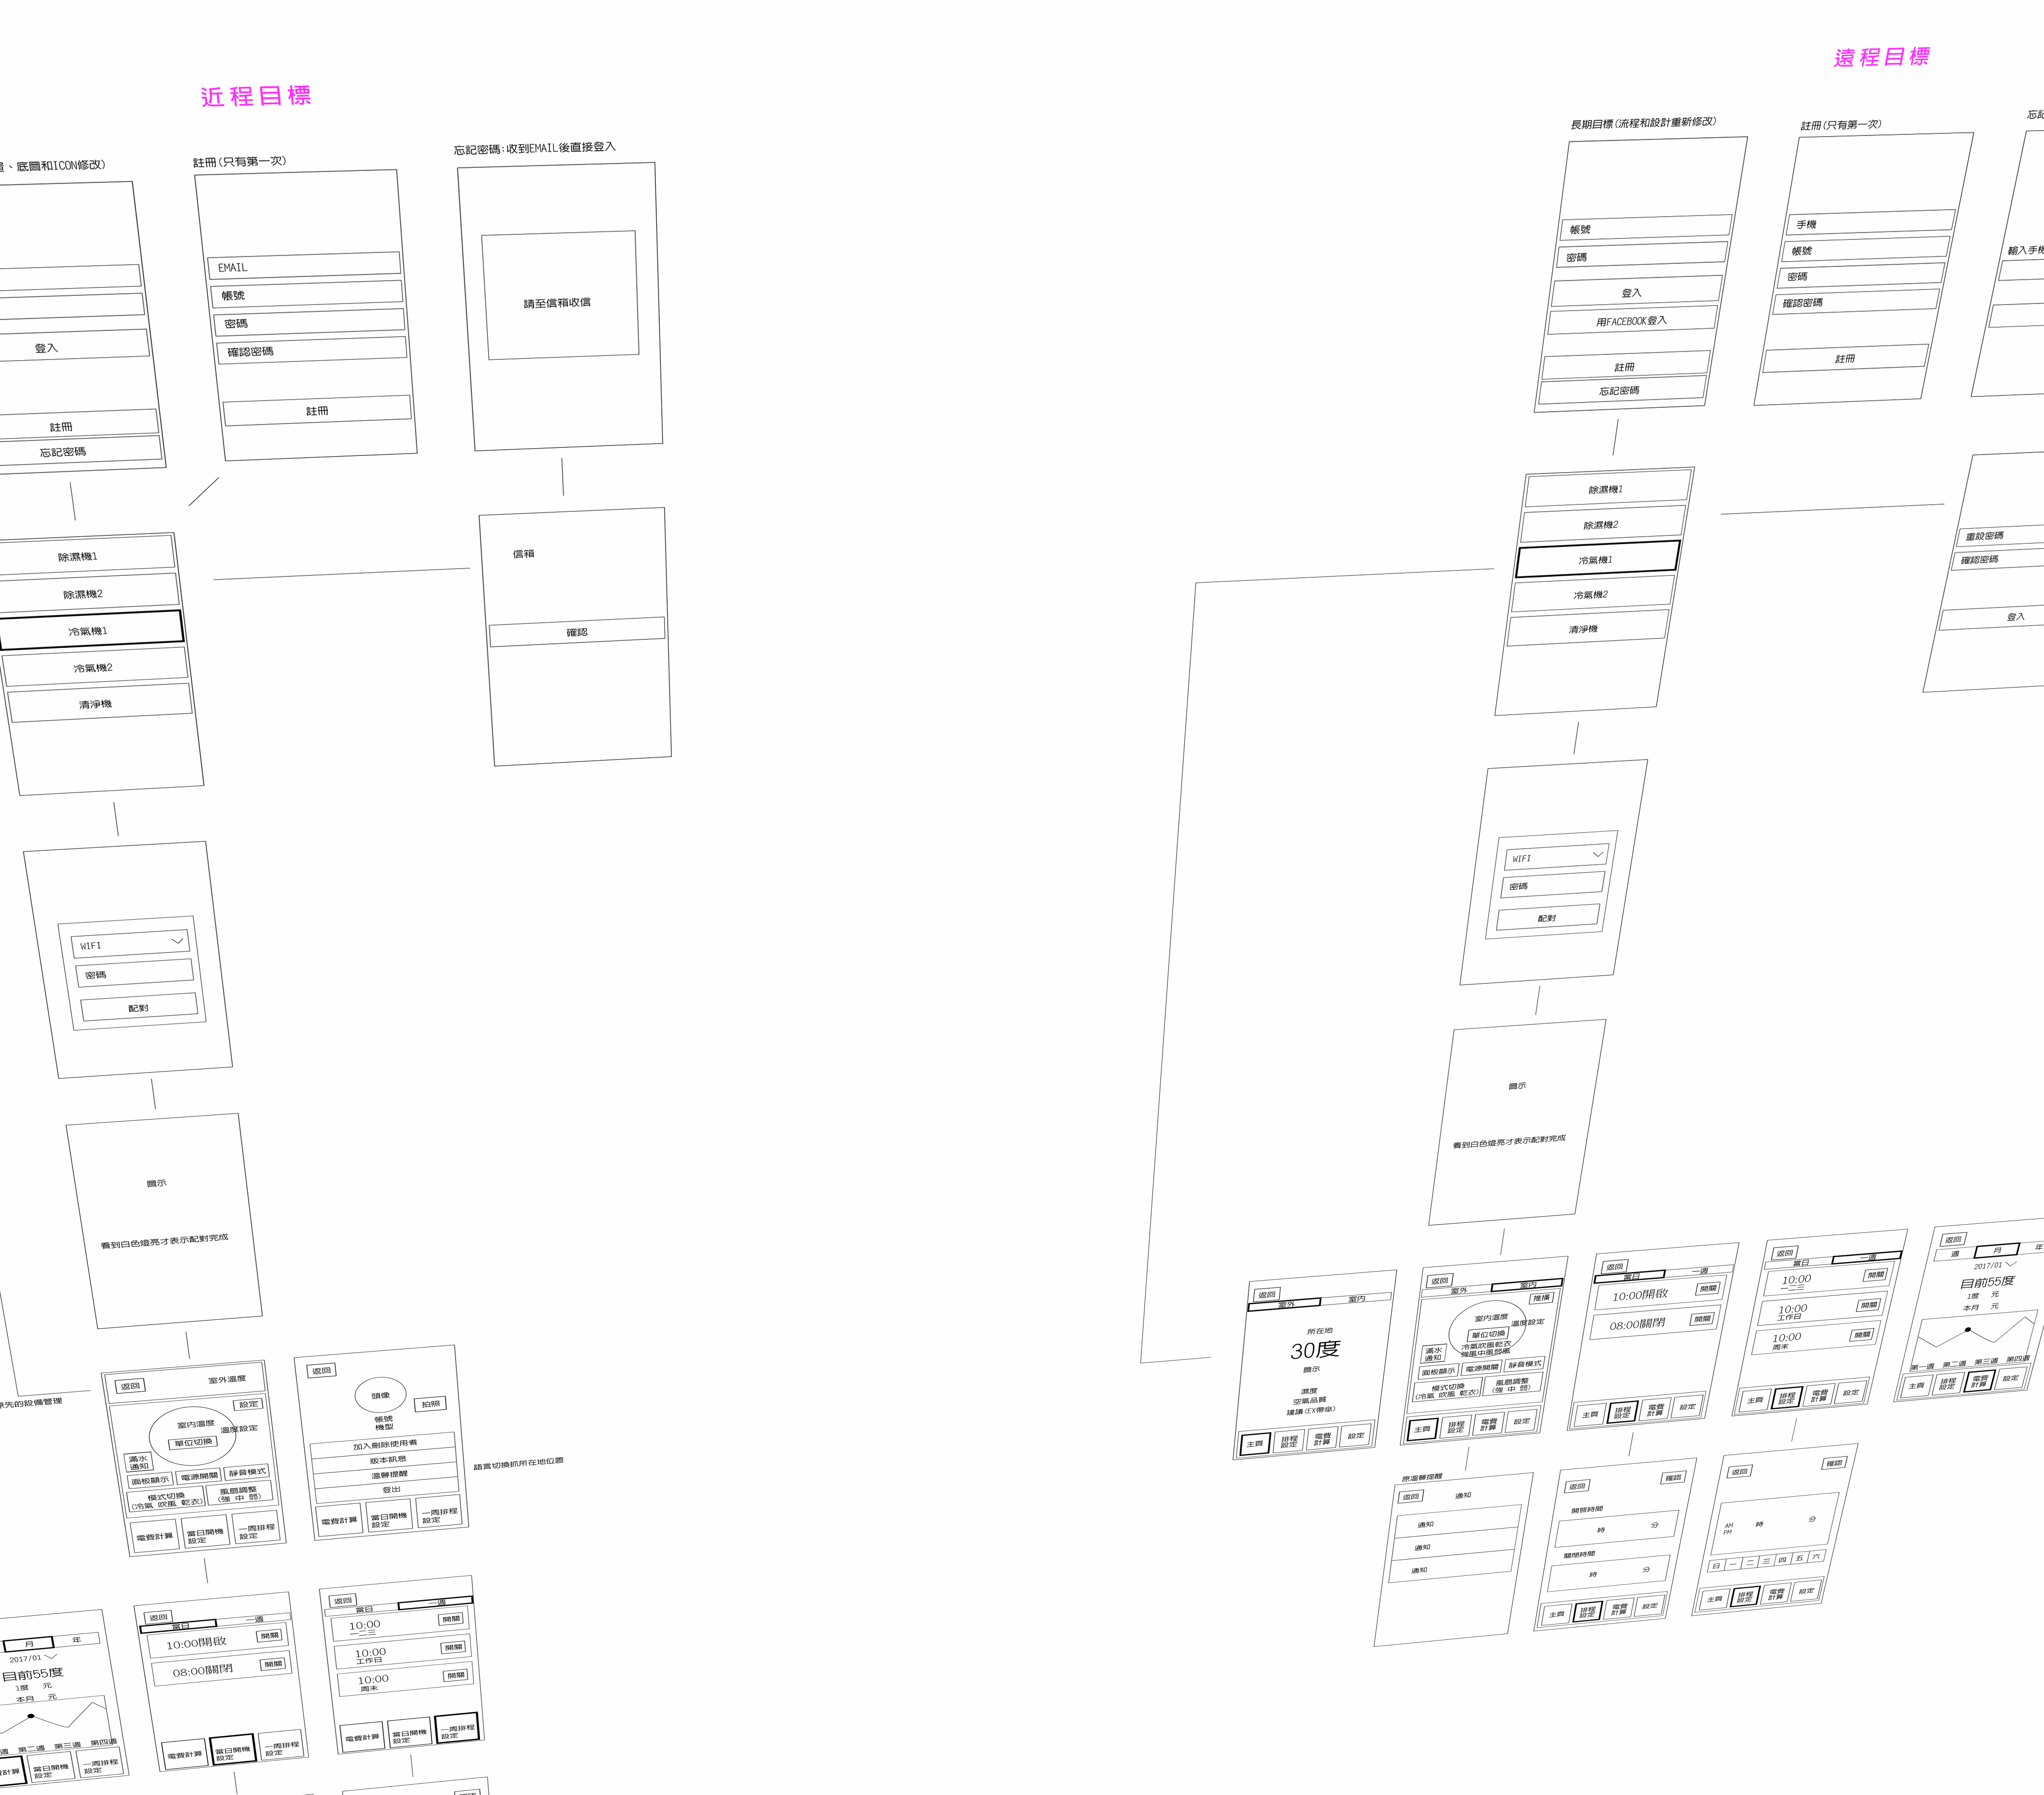 近程目標
、底圖和ICON修改)
登入
註冊
忘記密碼
註冊(只有第一次)
EMAIL
帳號
密碼
確認密碼
註冊
忘記密碼:收到EMAIL後直接登入
請至信箱收信
除濕機1
除濕機2
冷氣機1
冷氣機2
清淨機
信箱
確認
WIFI
密碼
配對
圖示
看到白色燈亮才表示配對完成
原先的設備管理
返回
室外溫度
設定
室內溫度
溫度設定
單位切換
滿水
通知
面板顯示
電源開關
靜音模式
模式切換
(冷氣 吹風 乾衣)
風扇調整
(強 中 弱)
電費計算
當日開機
設定
一周排程
設定
返回
頭像
拍照
帳號
機型
加入刪除使用者
版本訊息
溫馨提醒
登出
電費計算
當日開機
設定
一周排程
設定
語言切換抓所在地位置
月
年
2017/01
目前55度
1度 元
本月 元
週 第二週 第三週 第四週
計算
當日開機
設定
一周排程
設定
返回
當日
一週
10:00開啟
開關
08:00關閉
開關
電費計算
當日開機
設定
一周排程
設定
返回
當日
一週
10:00
一二三
開關
10:00
工作日
開關
10:00
周末
開關
電費計算
當日開機
設定
一周排程
設定
遠程目標
長期目標(流程和設計重新修改)
帳號
密碼
登入
用FACEBOOK登入
註冊
忘記密碼
註冊(只有第一次)
手機
帳號
密碼
確認密碼
註冊
忘記
輸入手機
除濕機1
除濕機2
冷氣機1
冷氣機2
清淨機
重設密碼
確認密碼
登入
WIFI
密碼
配對
圖示
看到白色燈亮才表示配對完成
返回
室外
室內
所在地
30度
圖示
濕度
空氣品質
建議(EX帶傘)
主頁
排程
設定
電費
計算
設定
返回
室外
室內
推播
室內溫度
溫度設定
單位切換
冷氣吹風乾衣
強風中風弱風
滿水
通知
面板顯示
電源開關
靜音模式
模式切換
(冷氣 吹風 乾衣)
風扇調整
(強 中 弱)
主頁
排程
設定
電費
計算
設定
返回
當日
一週
10:00開啟
開關
08:00關閉
開關
主頁
排程
設定
電費
計算
設定
返回
當日
一週
10:00
一二三
開關
10:00
工作日
開關
10:00
周末
開關
主頁
排程
設定
電費
計算
設定
返回
週
月
年
2017/01
目前55度
1度 元
本月 元
第一週 第二週 第三週 第四週
主頁
排程
設定
電費
計算
設定
原溫馨提醒
返回
通知
通知
通知
通知
返回
確認
開啟時間
時
分
關閉時間
時
分
主頁
排程
設定
電費
計算
設定
返回
確認
AM
PM
時
分
日 一 二 三 四 五 六
主頁
排程
設定
電費
計算
設定